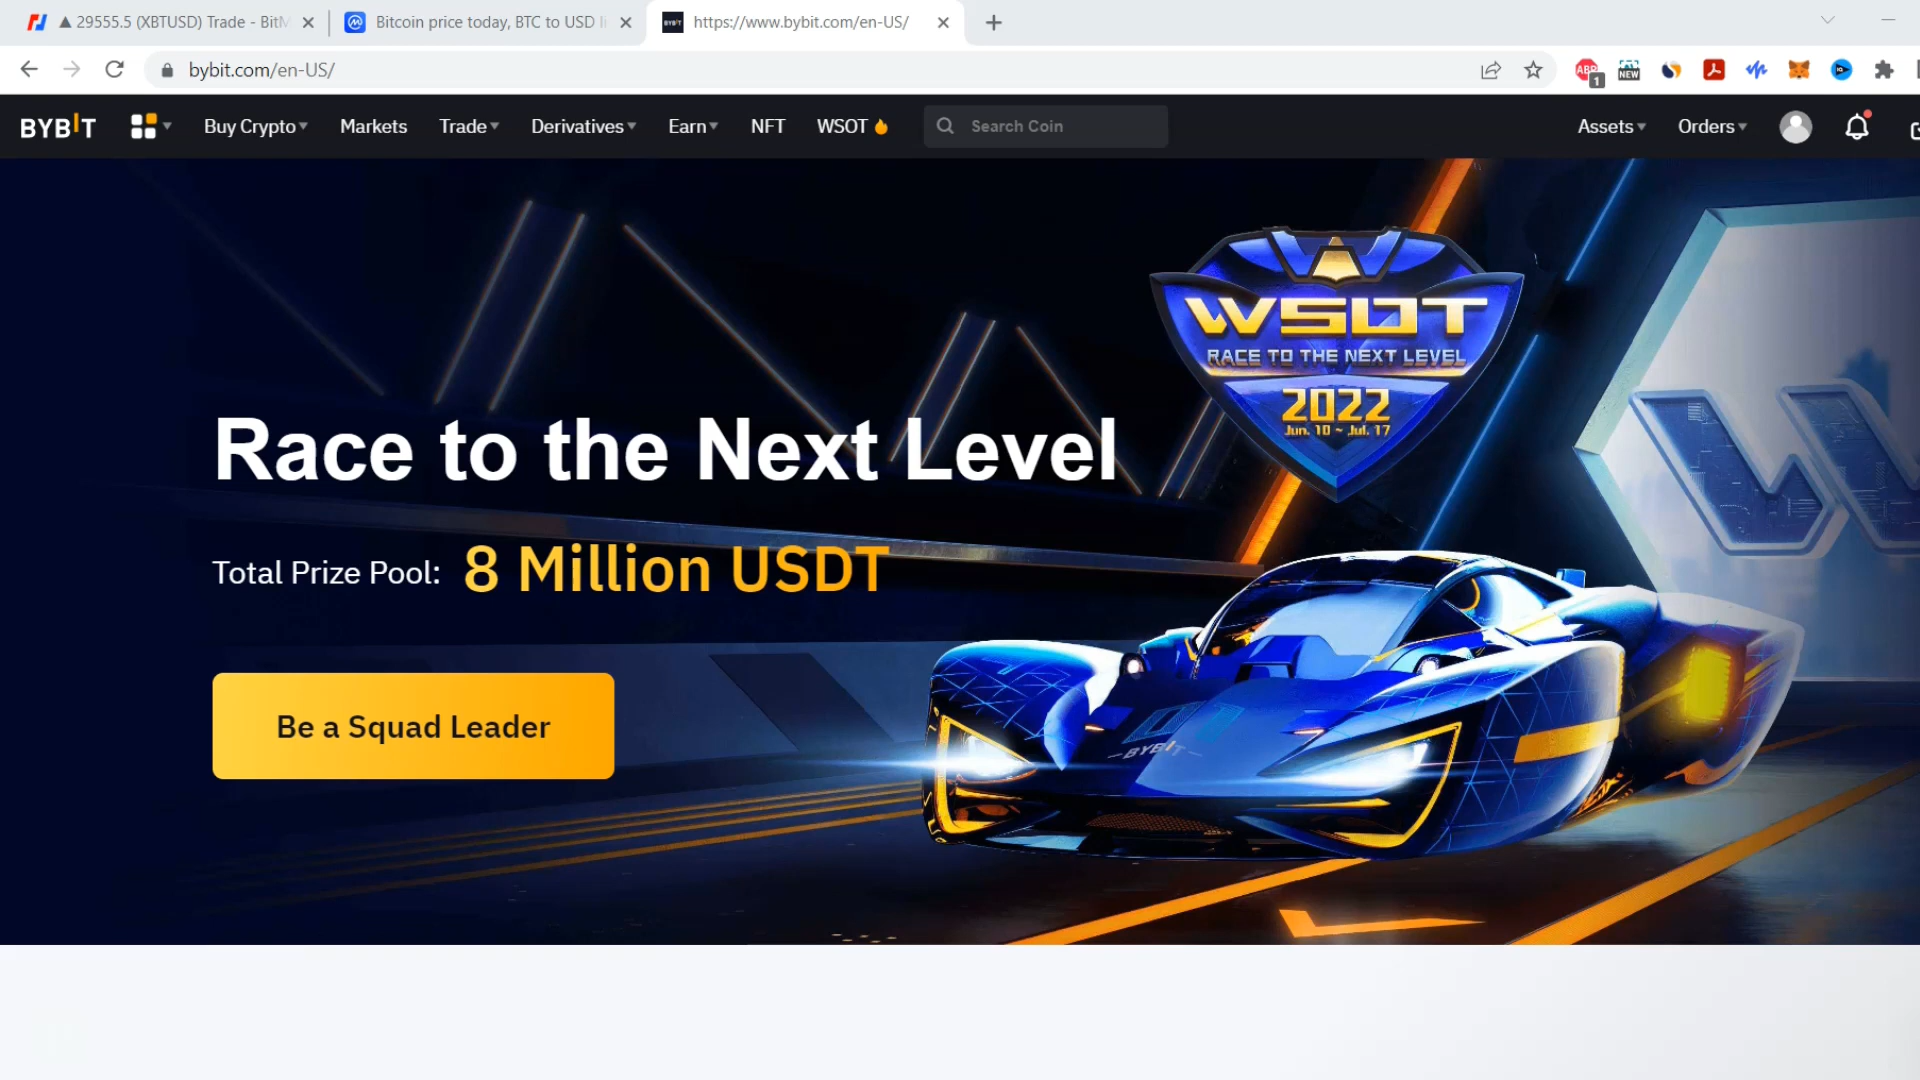 ▲ 29555.5 (XBTUSD) Trade - BitM
Bitcoin price today, BTC to USD li
https://www.bybit.com/en-US/
bybit.com/en-US/
ABP
1
NEW
BYBIT
Buy Crypto
Markets
Trade
Derivatives
Earn
NFT
WSOT
Search Coin
Assets
Orders
WSOT
RACE TO THE NEXT LEVEL
2022
Jun. 10 ~ Jul. 17
Race to the Next Level
Total Prize Pool: 8 Million USDT
Be a Squad Leader
BYBIT